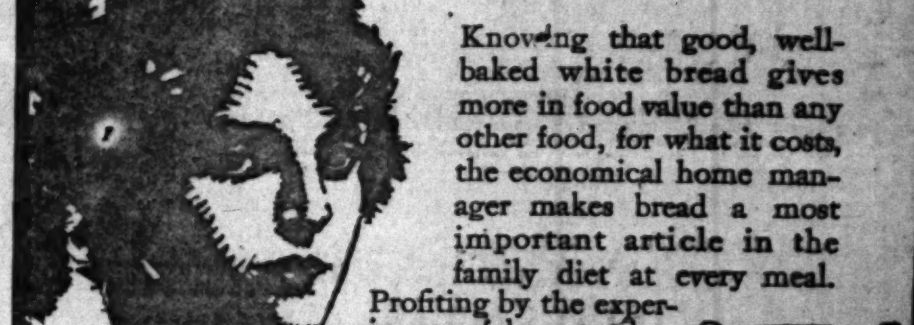 Knowing that good, well-
baked white bread gives
more in food value than any
other food, for what it costs,
the economical home man-
ager makes bread a most
important article in the
family diet at every meal.
Profiting by the exper-